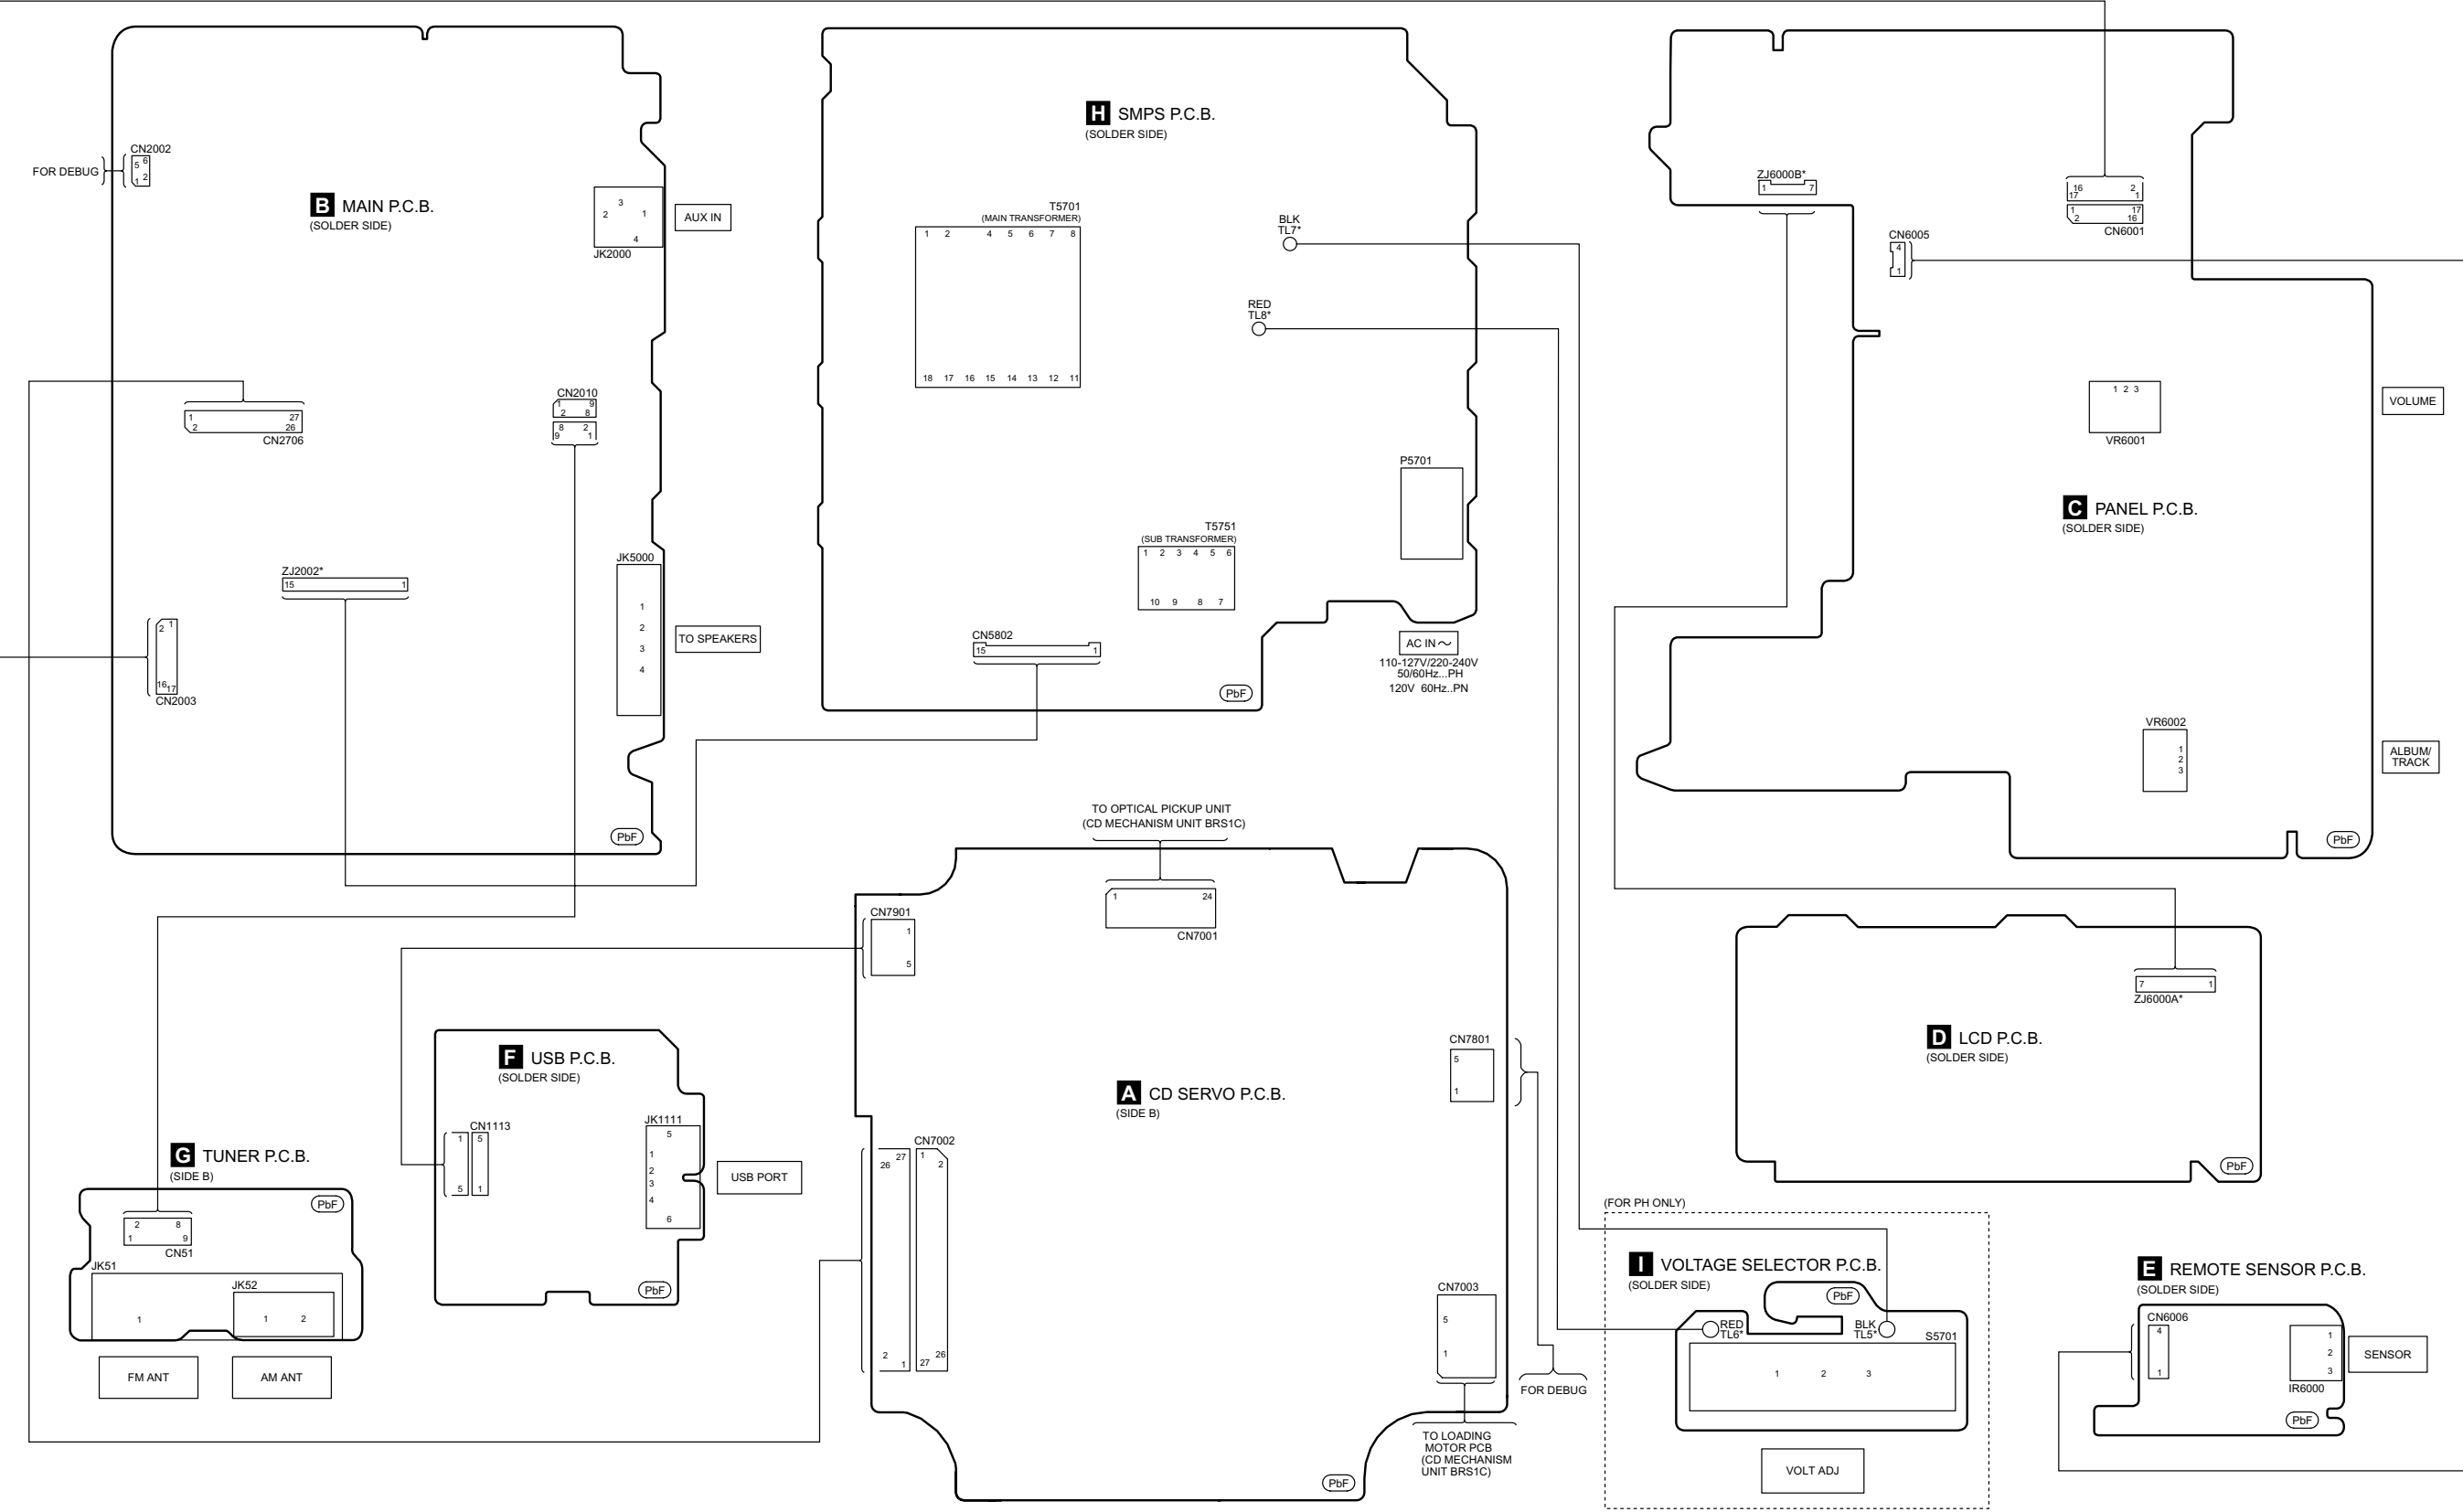 B MAIN P.C.B.
(SOLDER SIDE)
FOR DEBUG
CN2002
5 6
1 2
3
2 1
4
JK2000
AUX IN
1 27
2 26
CN2706
CN2010
1 9
2 8
8 2
9 1
ZJ2002*
15 1
JK5000
1
2
3
4
TO SPEAKERS
2 1
16 17
CN2003
PbF
H SMPS P.C.B.
(SOLDER SIDE)
T5701
(MAIN TRANSFORMER)
1 2 4 5 6 7 8
18 17 16 15 14 13 12 11
BLK
TL7*
RED
TL8*
P5701
T5751
(SUB TRANSFORMER)
1 2 3 4 5 6
10 9 8 7
CN5802
15 1
AC IN ~
110-127V/220-240V
50/60Hz...PH
120V 60Hz..PN
PbF
ZJ6000B*
1 7
16 2
17 1
1 17
2 16
CN6001
CN6005
4
1
1 2 3
VR6001
VOLUME
C PANEL P.C.B.
(SOLDER SIDE)
VR6002
1
2
3
ALBUM/
TRACK
PbF
TO OPTICAL PICKUP UNIT
(CD MECHANISM UNIT BRS1C)
1 24
CN7001
CN7901
1
5
CN7801
5
1
A CD SERVO P.C.B.
(SIDE B)
CN7002
26 27
2 1
1 2
27 26
CN7003
5
1
FOR DEBUG
TO LOADING
MOTOR PCB
(CD MECHANISM
UNIT BRS1C)
PbF
F USB P.C.B.
(SOLDER SIDE)
CN1113
1 5
5 1
JK1111
5
1
2
3
4
6
USB PORT
PbF
G TUNER P.C.B.
(SIDE B)
PbF
2 8
1 9
CN51
JK51
1
JK52
1 2
FM ANT
AM ANT
7 1
ZJ6000A*
D LCD P.C.B.
(SOLDER SIDE)
PbF
(FOR PH ONLY)
I VOLTAGE SELECTOR P.C.B.
(SOLDER SIDE)
PbF
RED
TL6*
BLK
TL5*
S5701
1 2 3
VOLT ADJ
E REMOTE SENSOR P.C.B.
(SOLDER SIDE)
CN6006
4
1
1
2
3
IR6000
SENSOR
PbF